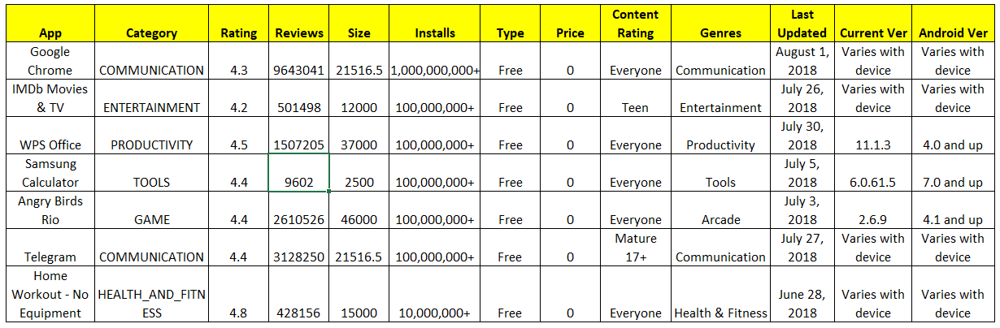 App Category Rating Reviews Size Installs Type Price Content Rating Genres Last Updated Current Ver Android Ver
Google Chrome COMMUNICATION 4.3 9643041 21516.5 1,000,000,000+ Free 0 Everyone Communication August 1, 2018 Varies with device Varies with device
IMDb Movies & TV ENTERTAINMENT 4.2 501498 12000 100,000,000+ Free 0 Teen Entertainment July 26, 2018 Varies with device Varies with device
WPS Office PRODUCTIVITY 4.5 1507205 37000 100,000,000+ Free 0 Everyone Productivity July 30, 2018 11.1.3 4.0 and up
Samsung Calculator TOOLS 4.4 9602 2500 100,000,000+ Free 0 Everyone Tools July 5, 2018 6.0.61.5 7.0 and up
Angry Birds Rio GAME 4.4 2610526 46000 100,000,000+ Free 0 Everyone Arcade July 3, 2018 2.6.9 4.1 and up
Telegram COMMUNICATION 4.4 3128250 21516.5 100,000,000+ Free 0 Mature 17+ Communication July 27, 2018 Varies with device Varies with device
Home Workout - No Equipment HEALTH_AND_FITNESS 4.8 428156 15000 10,000,000+ Free 0 Everyone Health & Fitness June 28, 2018 Varies with device Varies with device